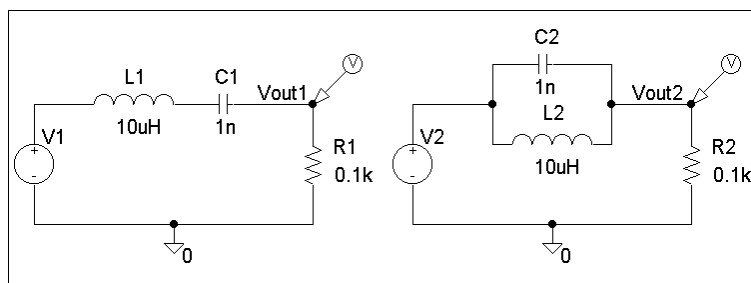 L1
10uH
C1
1n
Vout1
V
V1
+
-
R1
0.1k
0
C2
1n
L2
10uH
Vout2
V
V2
+
-
R2
0.1k
0